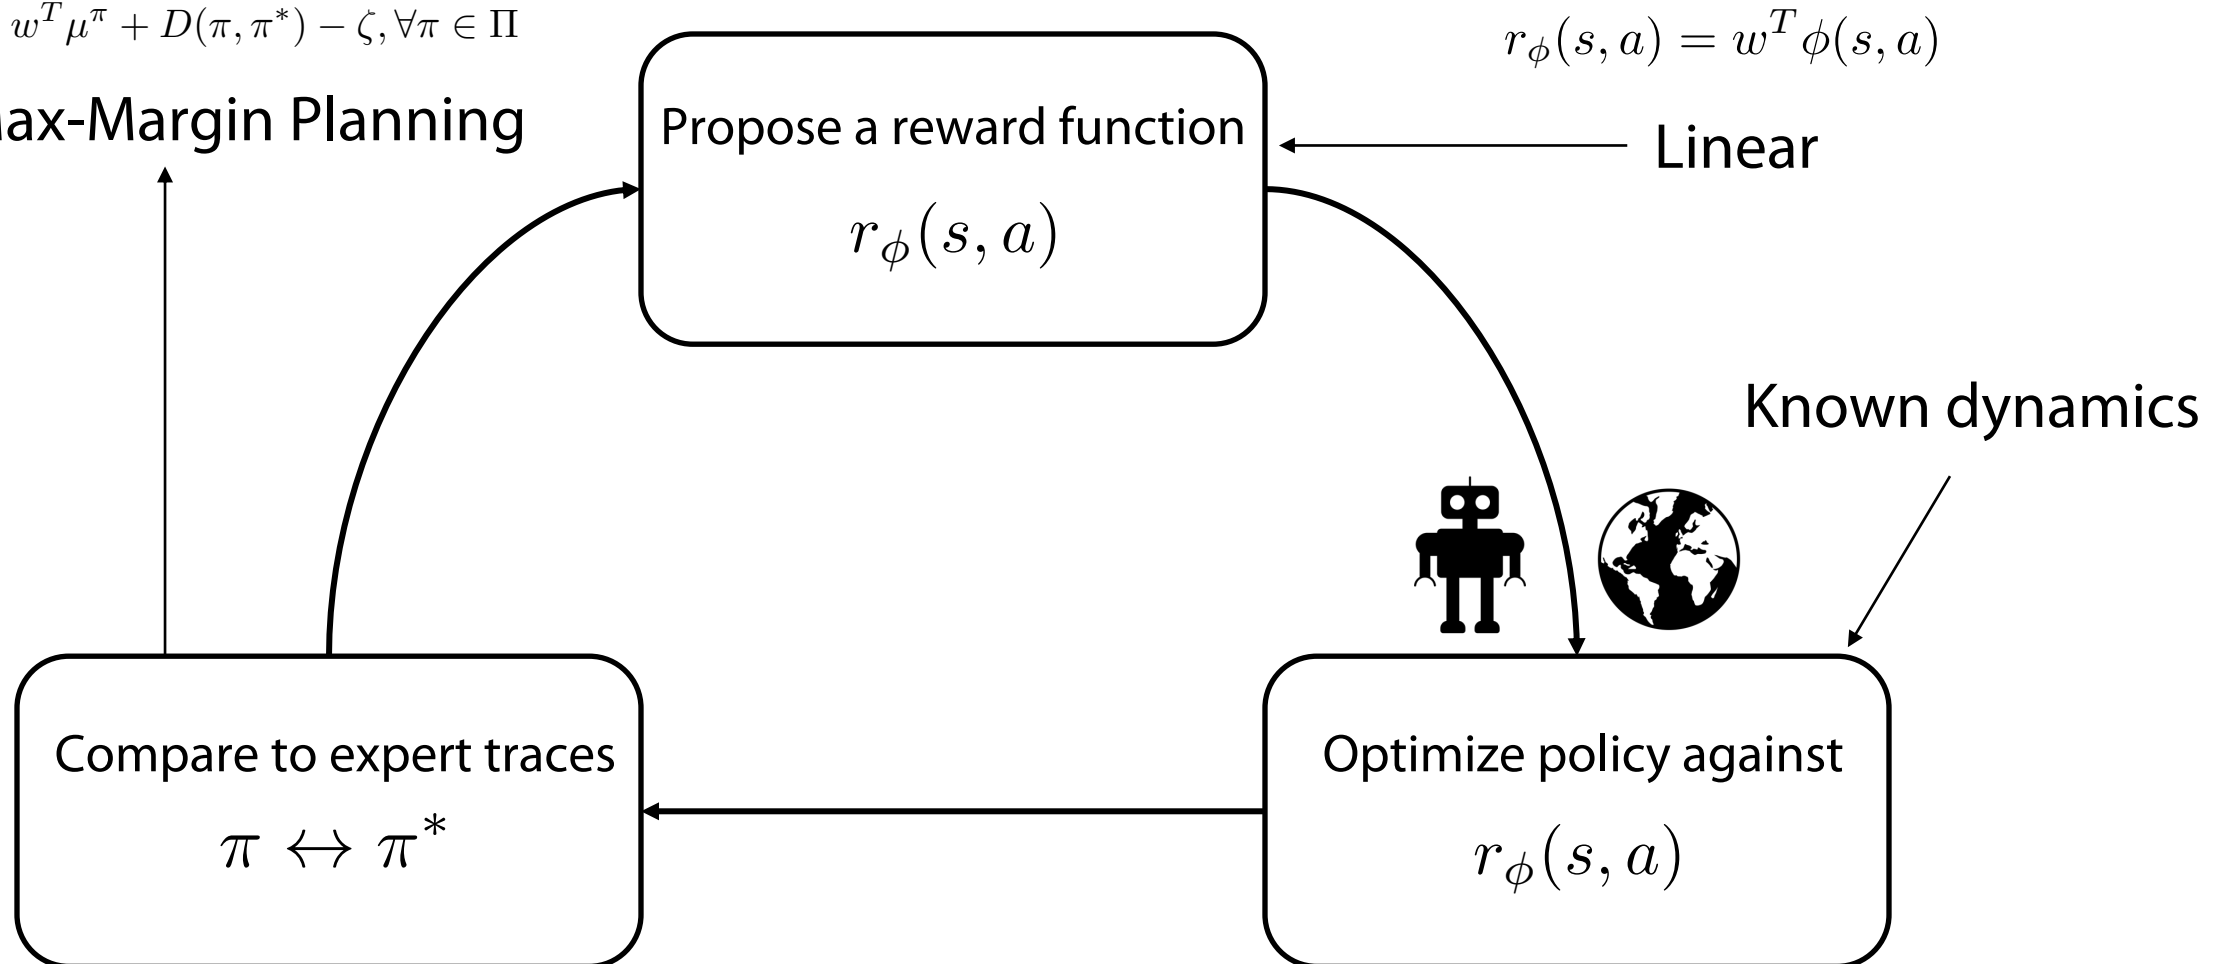 w^T μ^π + D(π, π*) − ζ, ∀π ∈ Π
r_ϕ(s, a) = w^T ϕ(s, a)
ax-Margin Planning
Propose a reward function
Linear
r_ϕ(s, a)
Known dynamics
Compare to expert traces
π ↔ π*
Optimize policy against
r_ϕ(s, a)